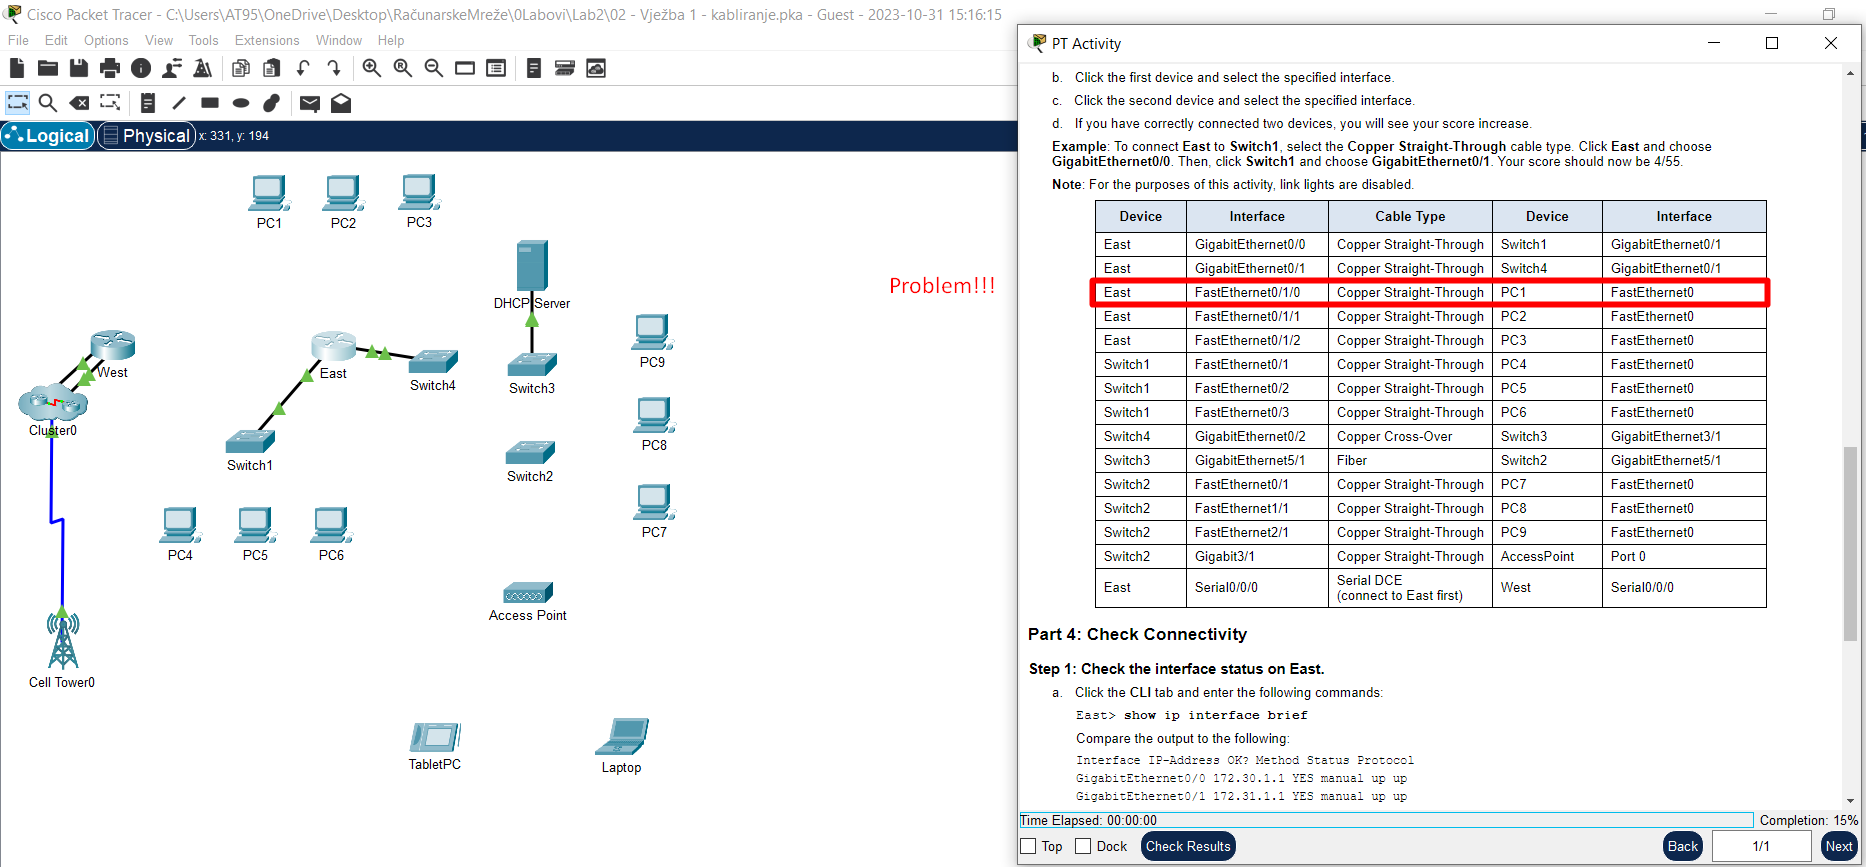 Cisco Packet Tracer - C:\Users\AT95\OneDrive\Desktop\RačunarskeMreže\0Labovi\Lab2\02 - Vježba 1 - kabliranje.pka - Guest - 2023-10-31 15:16:15
File Edit Options View Tools Extensions Window Help
Logical Physical x: 331, y: 194
PC1 PC2 PC3
DHCP Server
Problem!!!
West
East
Switch4
Switch3
PC9
Cluster0
Switch1
Switch2
PC8
PC4 PC5 PC6
PC7
Access Point
Cell Tower0
TabletPC
Laptop
PT Activity
b. Click the first device and select the specified interface.
c. Click the second device and select the specified interface.
d. If you have correctly connected two devices, you will see your score increase.
Example: To connect East to Switch1, select the Copper Straight-Through cable type. Click East and choose
GigabitEthernet0/0. Then, click Switch1 and choose GigabitEthernet0/1. Your score should now be 4/55.
Note: For the purposes of this activity, link lights are disabled.
Device Interface Cable Type Device Interface
East GigabitEthernet0/0 Copper Straight-Through Switch1 GigabitEthernet0/1
East GigabitEthernet0/1 Copper Straight-Through Switch4 GigabitEthernet0/1
East FastEthernet0/1/0 Copper Straight-Through PC1 FastEthernet0
East FastEthernet0/1/1 Copper Straight-Through PC2 FastEthernet0
East FastEthernet0/1/2 Copper Straight-Through PC3 FastEthernet0
Switch1 FastEthernet0/1 Copper Straight-Through PC4 FastEthernet0
Switch1 FastEthernet0/2 Copper Straight-Through PC5 FastEthernet0
Switch1 FastEthernet0/3 Copper Straight-Through PC6 FastEthernet0
Switch4 GigabitEthernet0/2 Copper Cross-Over Switch3 GigabitEthernet3/1
Switch3 GigabitEthernet5/1 Fiber Switch2 GigabitEthernet5/1
Switch2 FastEthernet0/1 Copper Straight-Through PC7 FastEthernet0
Switch2 FastEthernet1/1 Copper Straight-Through PC8 FastEthernet0
Switch2 FastEthernet2/1 Copper Straight-Through PC9 FastEthernet0
Switch2 Gigabit3/1 Copper Straight-Through AccessPoint Port 0
East Serial0/0/0 Serial DCE
(connect to East first) West Serial0/0/0
Part 4: Check Connectivity
Step 1: Check the interface status on East.
a. Click the CLI tab and enter the following commands:
East> show ip interface brief
Compare the output to the following:
Interface IP-Address OK? Method Status Protocol
GigabitEthernet0/0 172.30.1.1 YES manual up up
GigabitEthernet0/1 172.31.1.1 YES manual up up
Time Elapsed: 00:00:00 Completion: 15%
Top Dock Check Results Back 1/1 Next